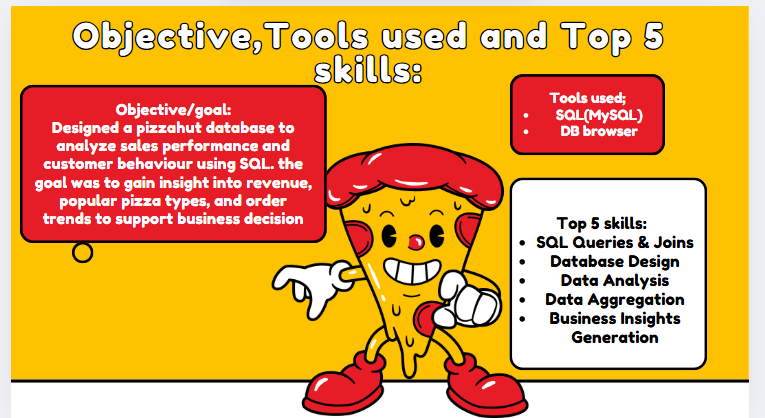 Objective,Tools used and Top 5
skills:
Objective/goal:
Designed a pizzahut database to
analyze sales performance and
customer behaviour using SQL. the
goal was to gain insight into revenue,
popular pizza types, and order
trends to support business decision
Tools used;
• SQL(MySQL)
• DB browser
Top 5 skills:
• SQL Queries & Joins
• Database Design
• Data Analysis
• Data Aggregation
• Business Insights
Generation